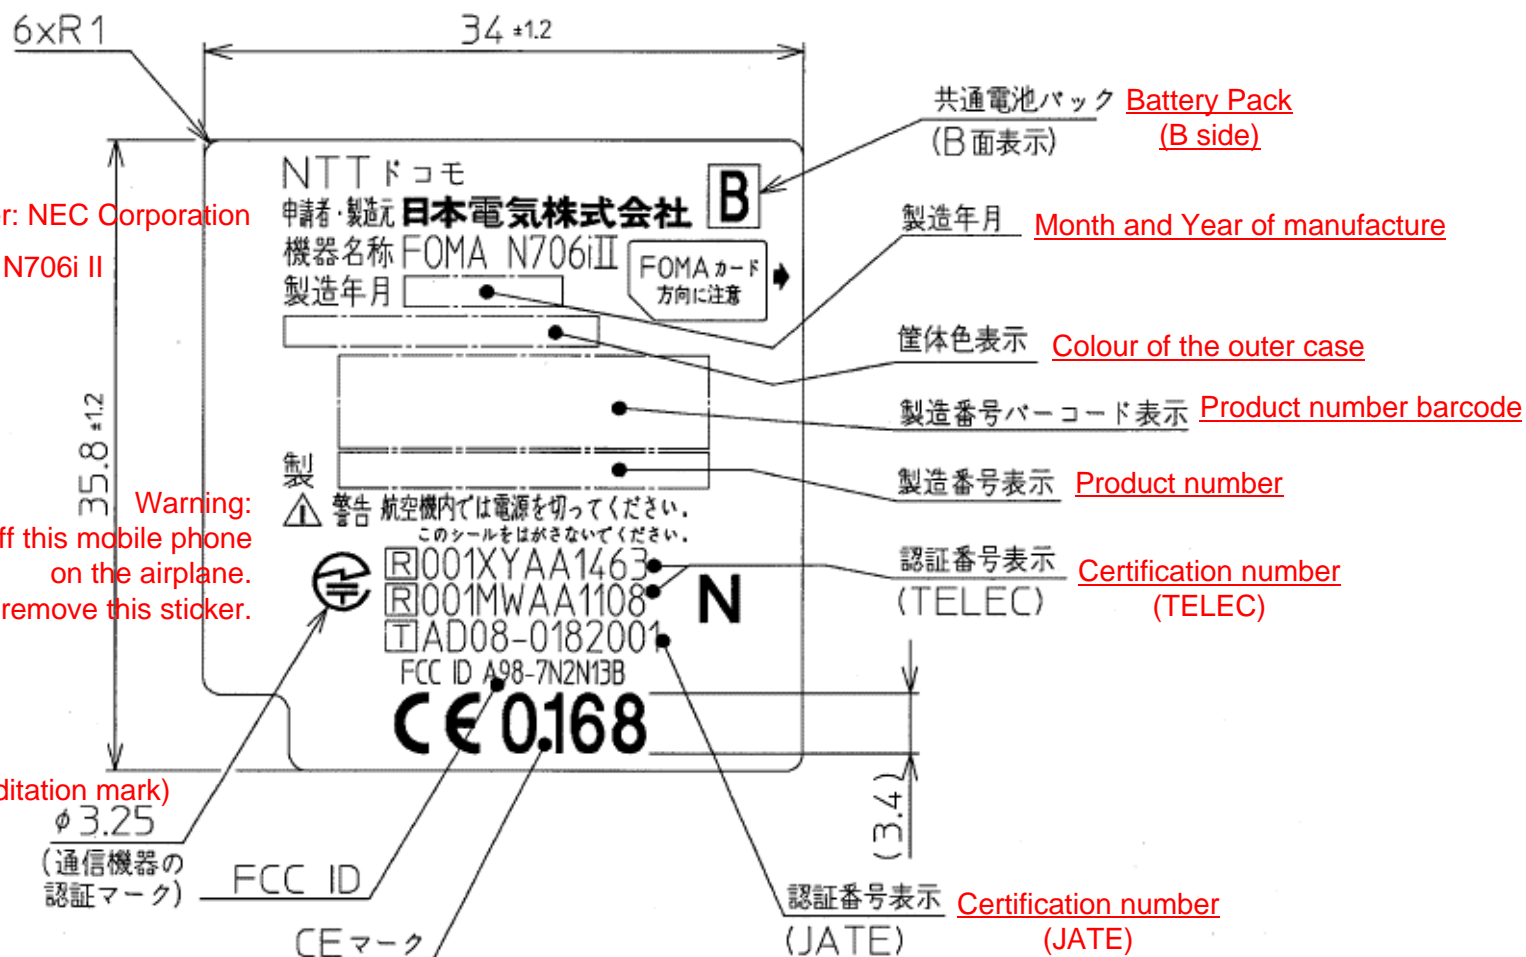 6xR1
34 ±1.2
共通電池パック Battery Pack
(B面表示) (B side)
NTTドコモ
B
申請者・製造元 日本電気株式会社
er: NEC Corporation
製造年月 Month and Year of manufacture
機器名称 FOMA N706iⅡ
N706i II
FOMAカード
方向に注意
製造年月
筐体色表示 Colour of the outer case
35.8 ±1.2
製造番号バーコード表示 Product number barcode
製
製造番号表示 Product number
⚠ 警告 航空機内では電源を切ってください.
このシールをはがさないでください.
Warning:
ff this mobile phone
on the airplane.
remove this sticker.
R 001XYAA1463
R 001MWAA1108
T AD08-0182001
N
認証番号表示 Certification number
(TELEC) (TELEC)
FCC ID A98-7N2N13B
CE 0.168
(3.4)
ditation mark)
φ3.25
(通信機器の
認証マーク)
FCC ID
CEマーク
認証番号表示 Certification number
(JATE) (JATE)